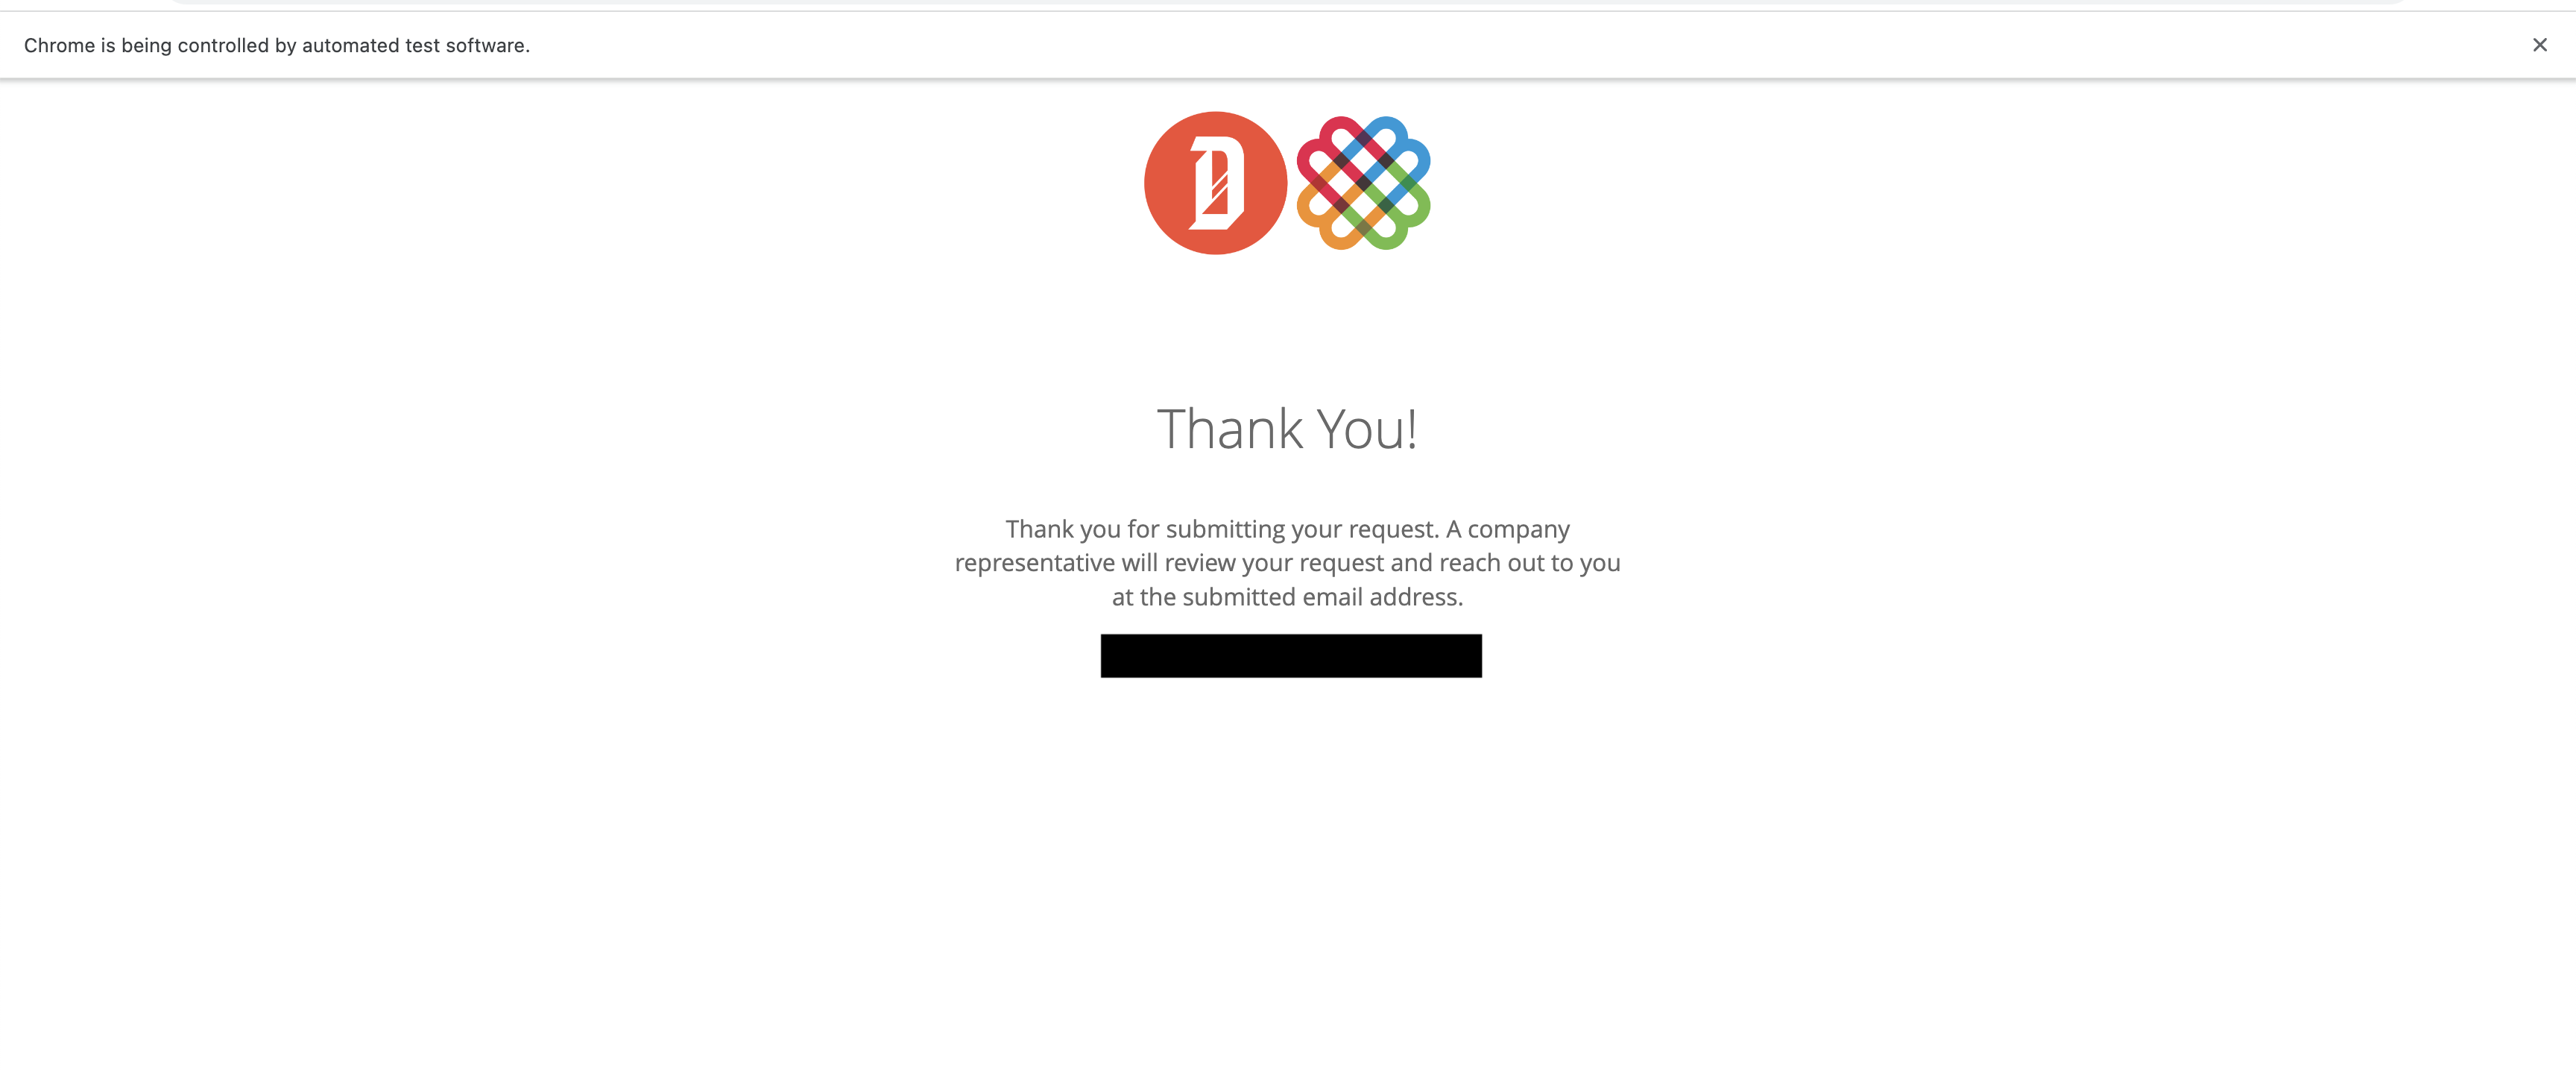 Chrome is being controlled by automated test software.
D
Thank You!
Thank you for submitting your request. A company
representative will review your request and reach out to you
at the submitted email address.